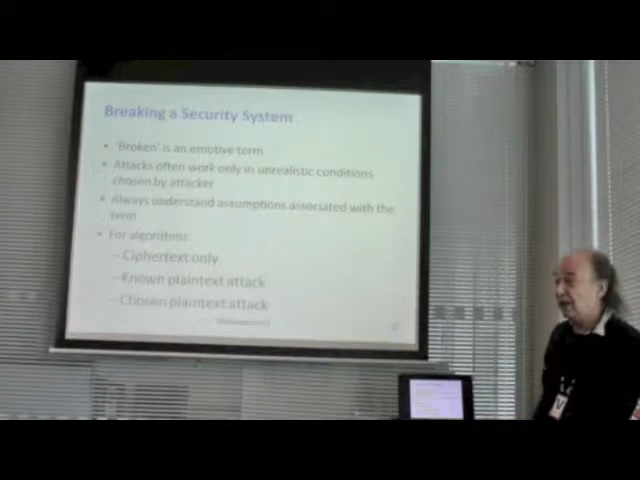 Breaking a Security System
• 'Broken' is an emotive term
• Attacks often work only in unrealistic conditions
chosen by attacker
• Always understand assumptions associated with the
term
• For algorithms:
– Ciphertext only
– Known plaintext attack
– Chosen plaintext attack